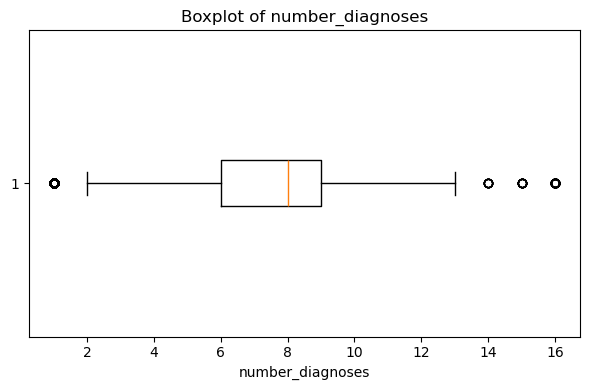 Boxplot of number_diagnoses
1
2 4 6 8 10 12 14 16
number_diagnoses